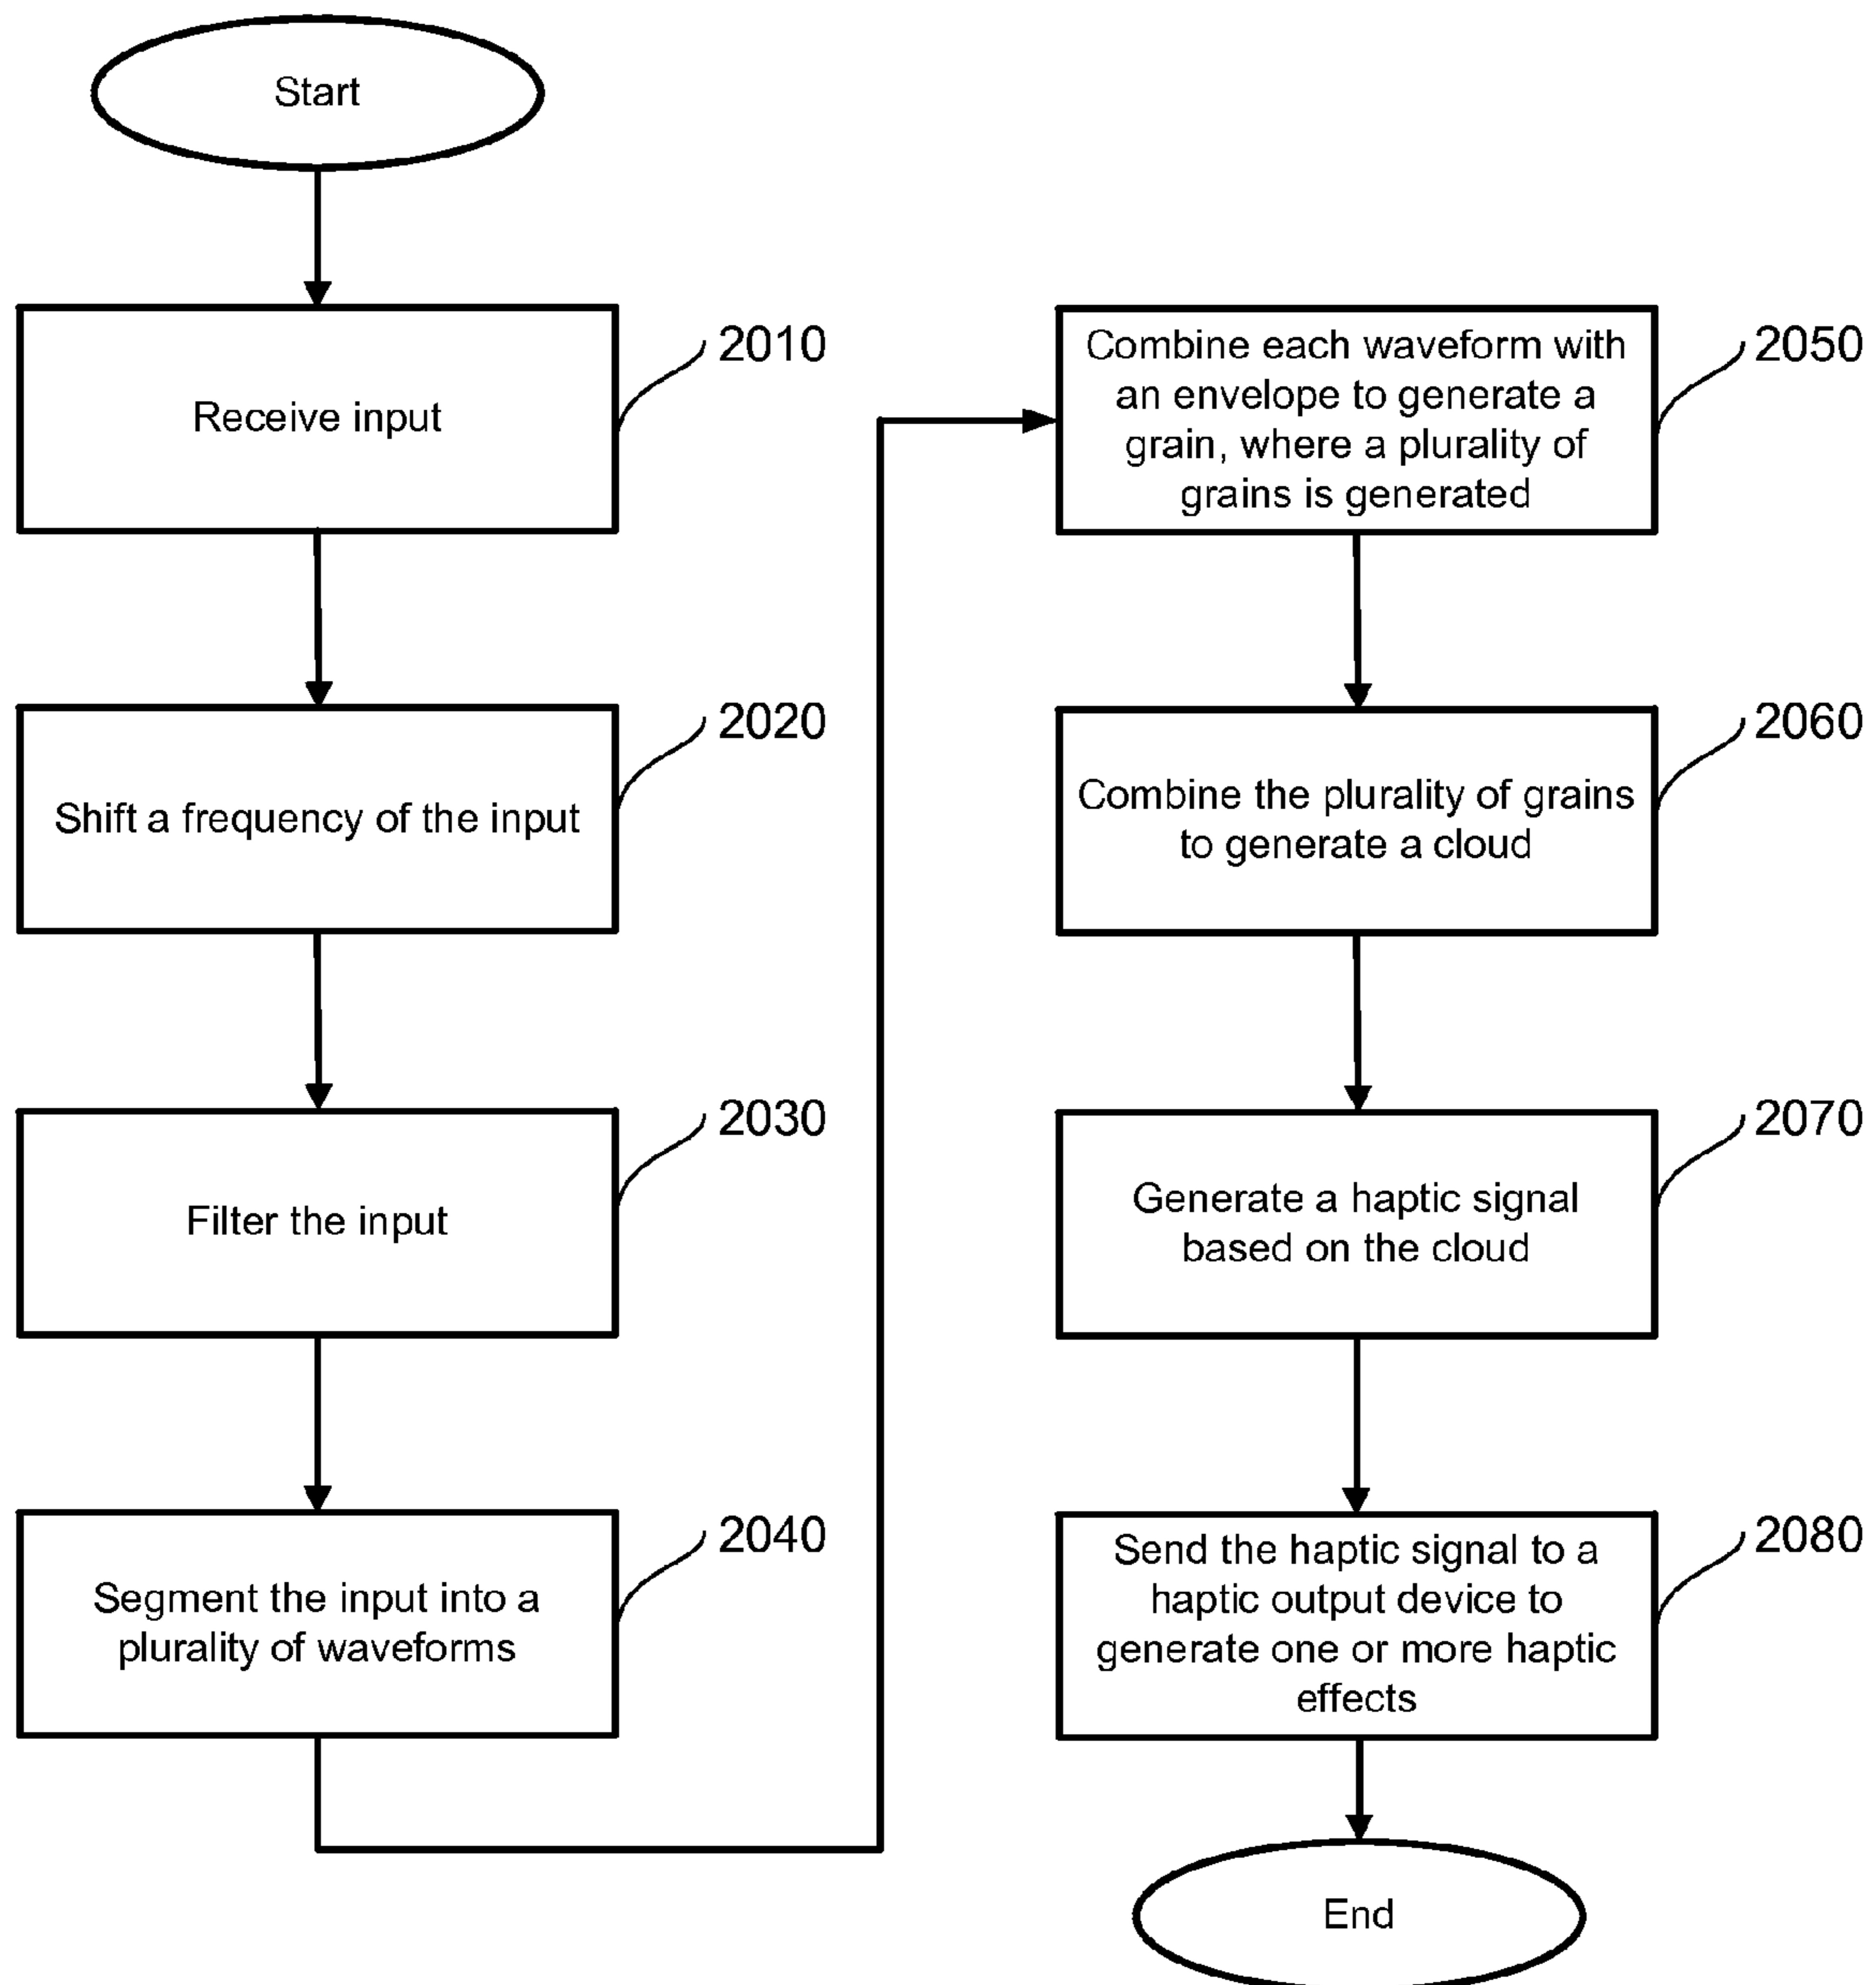 Start
Receive input
2010
Shift a frequency of the input
2020
Filter the input
2030
Segment the input into a
plurality of waveforms
2040
Combine each waveform with
an envelope to generate a
grain, where a plurality of
grains is generated
2050
Combine the plurality of grains
to generate a cloud
2060
Generate a haptic signal
based on the cloud
2070
Send the haptic signal to a
haptic output device to
generate one or more haptic
effects
2080
End